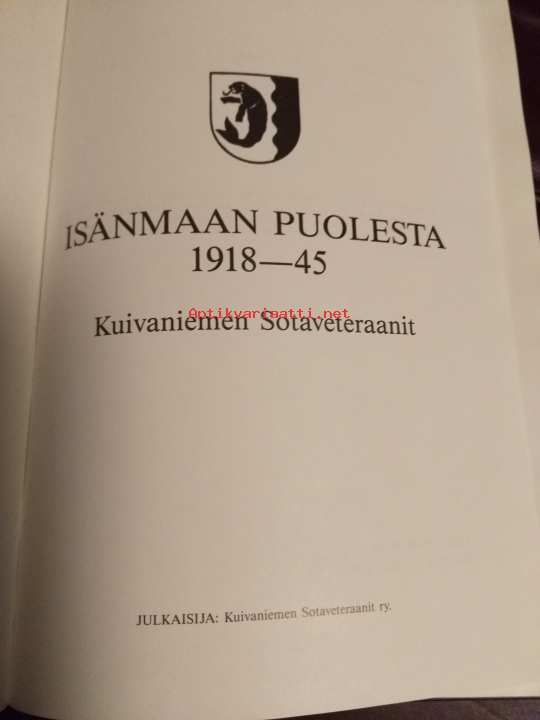 ISÄNMAAN PUOLESTA
1918—45
Antikvariaatti.net
Kuivaniemen Sotaveteraanit
JULKAISIJA: Kuivaniemen Sotaveteraanit ry.